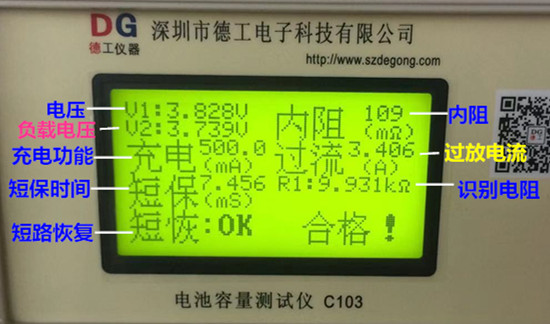 DG
德工仪器
深圳市德工电子科技有限公司
http://www.szdegong.com
电压
V1:3.828V
负载电压
V2:3.739V
内阻
109
(mΩ)
内阻
充电功能
充电
500.0
(mA)
过流
3.406
(A)
过放电流
短保时间
短保
7.456
(mS)
R1:9.931kΩ
识别电阻
短路恢复
短恢:OK
合格!
电池容量测试仪 C103